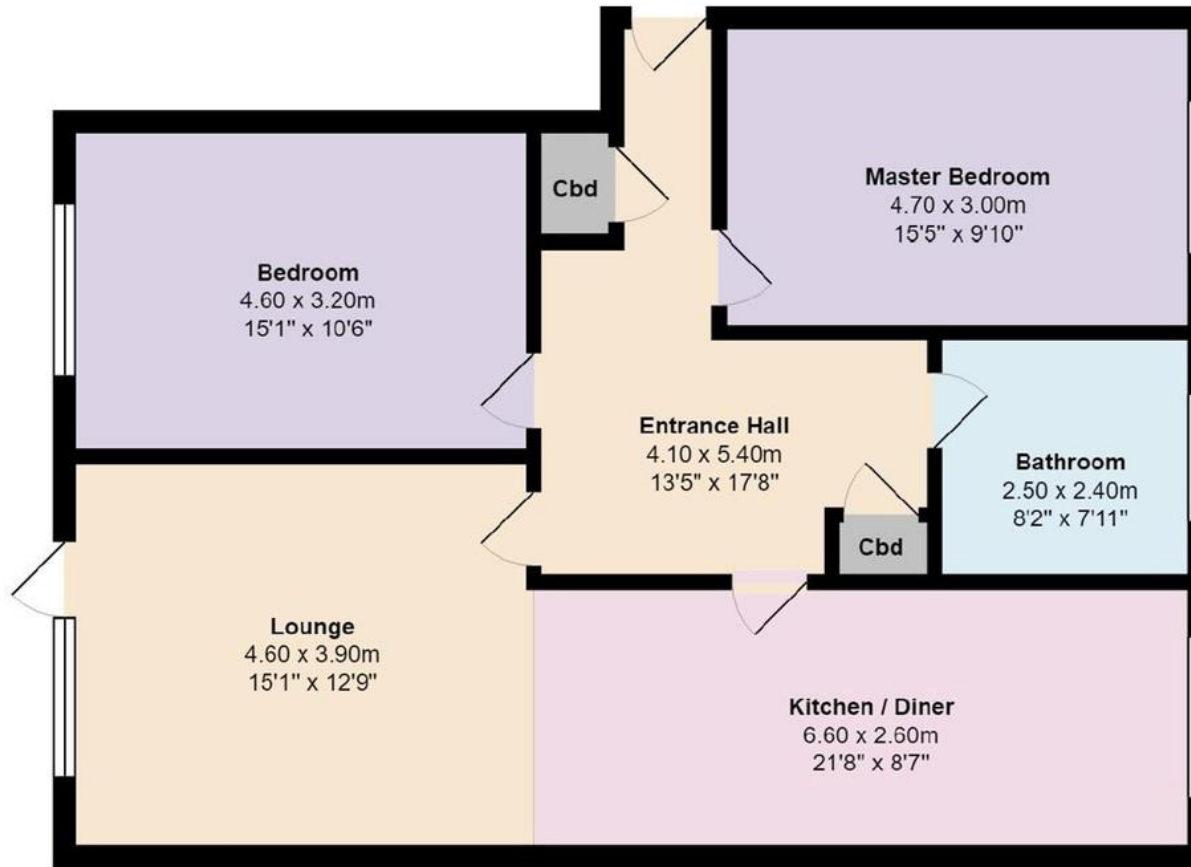 Cbd
Master Bedroom
4.70 x 3.00m
15'5" x 9'10"
Bedroom
4.60 x 3.20m
15'1" x 10'6"
Entrance Hall
4.10 x 5.40m
13'5" x 17'8"
Bathroom
2.50 x 2.40m
8'2" x 7'11"
Cbd
Lounge
4.60 x 3.90m
15'1" x 12'9"
Kitchen / Diner
6.60 x 2.60m
21'8" x 8'7"